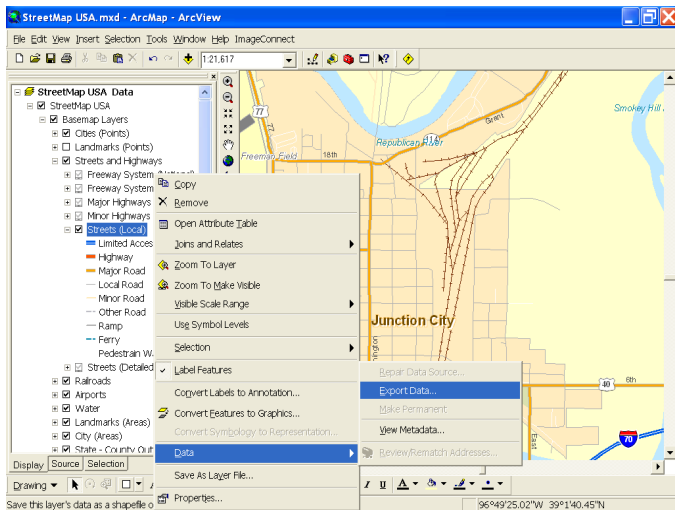 StreetMap USA.mxd - ArcMap - ArcView
File Edit View Insert Selection Tools Window Help ImageConnect
1:21,617
StreetMap USA Data
StreetMap USA
Basemap Layers
Cities (Points)
Landmarks (Points)
Streets and Highways
Freeway System (National)
Freeway System
Major Highways
Minor Highways
Streets (Local)
Limited Acces
Highway
Major Road
Local Road
Minor Road
Other Road
Ramp
Ferry
Pedestrain W
Streets (Detailed
Railroads
Airports
Water
Landmarks (Areas)
City (Areas)
State - County Out
Display Source Selection
Drawing
Save this layer's data as a shapefile o
Copy
Remove
Open Attribute Table
Joins and Relates
Zoom To Layer
Zoom To Make Visible
Visible Scale Range
Use Symbol Levels
Selection
Label Features
Convert Labels to Annotation...
Convert Features to Graphics...
Convert Symbology to Representation...
Data
Save As Layer File...
Properties...
Repair Data Source...
Export Data...
Make Permanent
View Metadata...
Review/Rematch Addresses...
77
77
Freeman Field
18th
Republican River
Grant
Smokey Hill
Junction City
40
6th
East
70
I U A
96°49'25.02"W 39°1'40.45"N